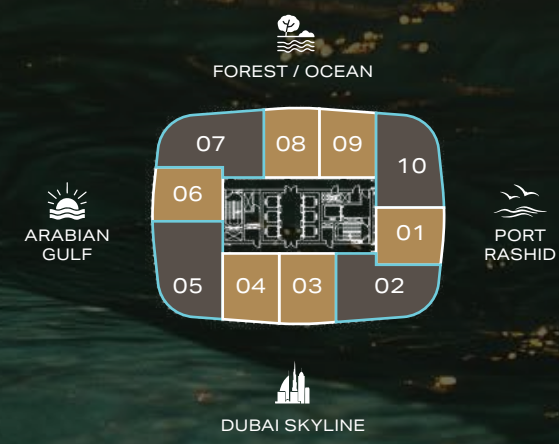 FOREST / OCEAN
07
08
09
10
06
ARABIAN
GULF
01
PORT
RASHID
05
04
03
02
DUBAI SKYLINE